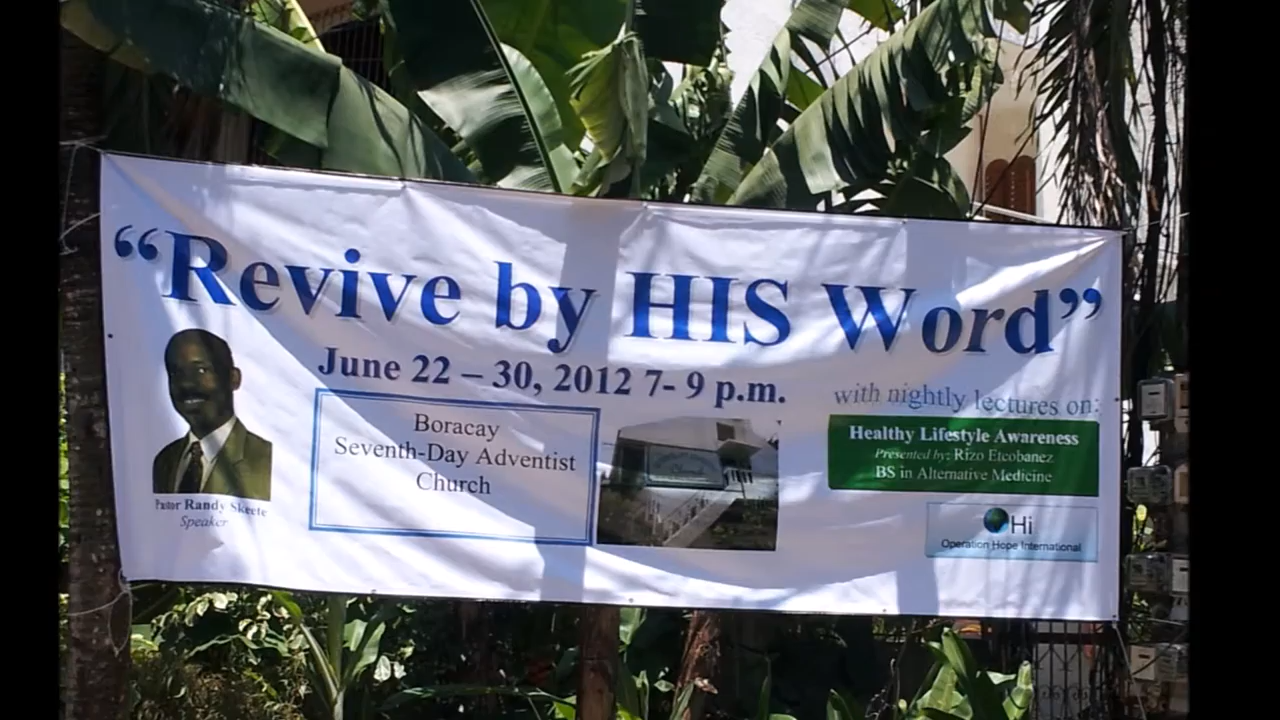 “Revive by HIS Word”
June 22 – 30, 2012 7- 9 p.m.
with nightly lectures on:
Boracay
Seventh-Day Adventist
Church
Church
Healthy Lifestyle Awareness
Presented by: Rizo Etcobanez
BS in Alternative Medicine
Pastor Randy Skeete
Speaker
Hi
Operation Hope International